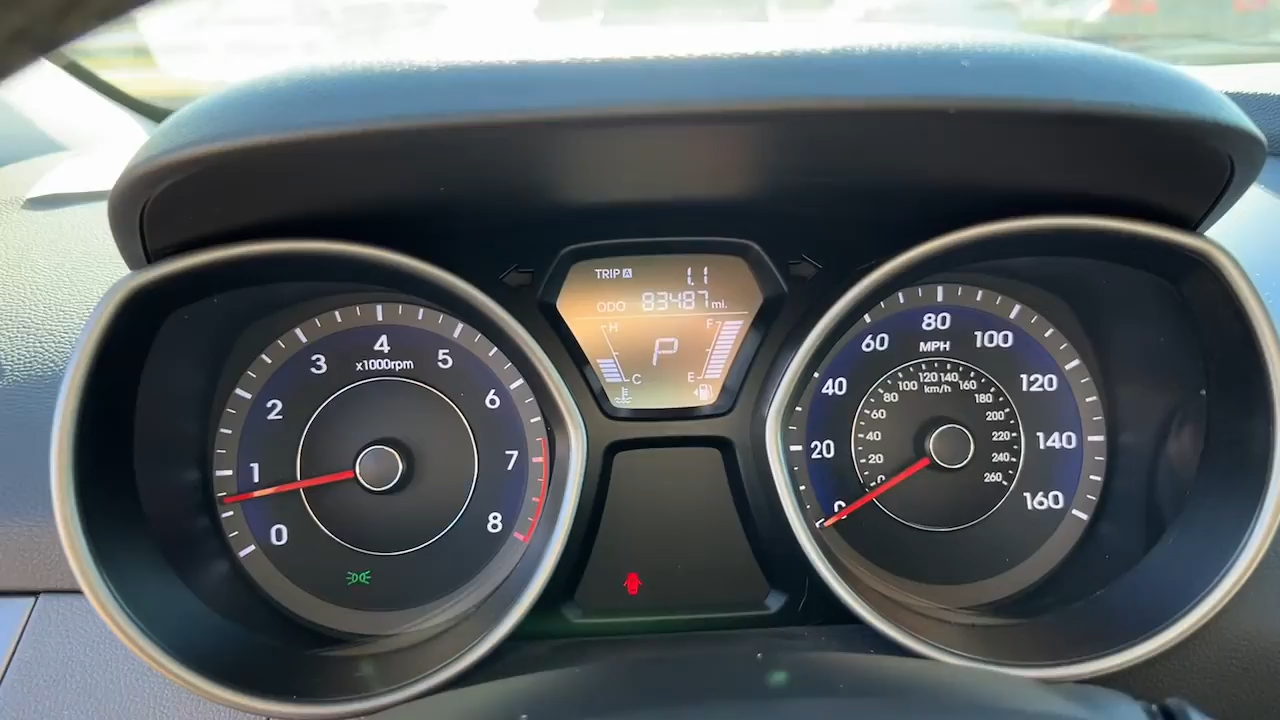 TRIP A 1.1
ODO 83487 mi.
H F
P
C E
0 1 2 3 4 5 6 7 8
x1000rpm
0 20 40 60 80 100 120 140 160
MPH
0 20 40 60 80 100 120 140 160 180 200 220 240 260
km/h